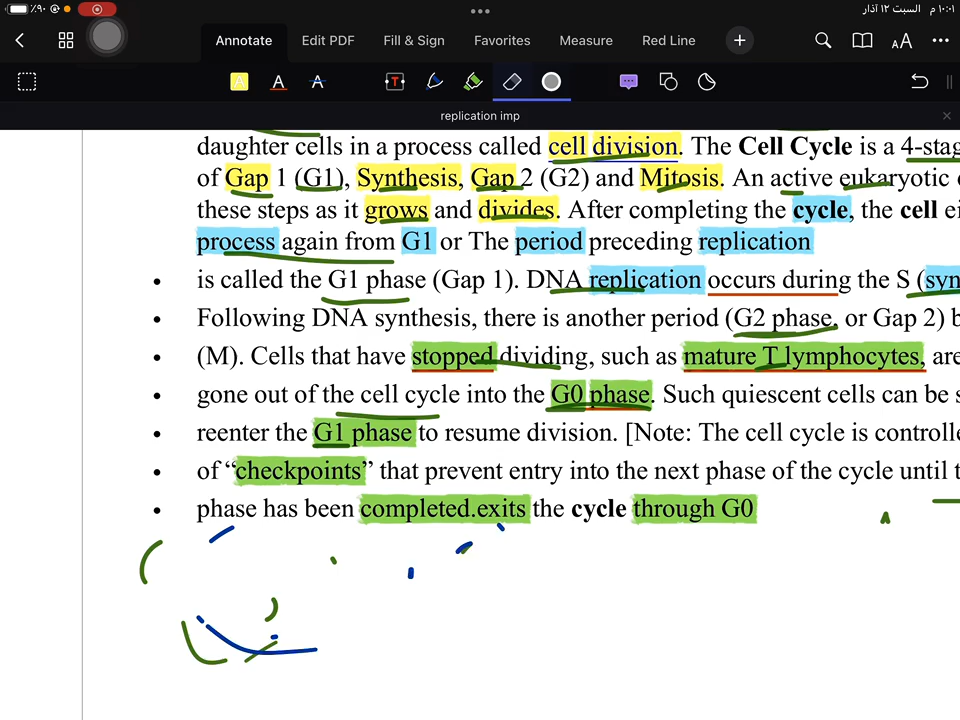 ٪٩٠ ١٠:٠١ م السبت ١٢ آذار
Annotate Edit PDF Fill & Sign Favorites Measure Red Line
replication imp
daughter cells in a process called cell division. The Cell Cycle is a 4-stag
of Gap 1 (G1), Synthesis, Gap 2 (G2) and Mitosis. An active eukaryotic
these steps as it grows and divides. After completing the cycle, the cell ei
process again from G1 or The period preceding replication
• is called the G1 phase (Gap 1). DNA replication occurs during the S (syn
• Following DNA synthesis, there is another period (G2 phase, or Gap 2) b
• (M). Cells that have stopped dividing, such as mature T lymphocytes, are
• gone out of the cell cycle into the G0 phase. Such quiescent cells can be s
• reenter the G1 phase to resume division. [Note: The cell cycle is controlle
• of “checkpoints” that prevent entry into the next phase of the cycle until t
• phase has been completed.exits the cycle through G0